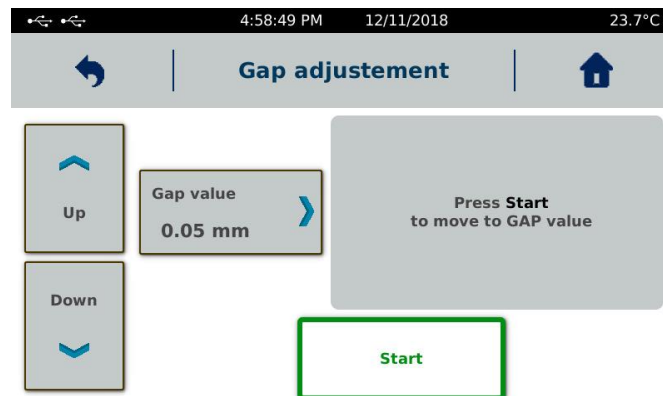 4:58:49 PM 12/11/2018 23.7°C
Gap adjustement
Up
Gap value
0.05 mm
Press Start
to move to GAP value
Down
Start